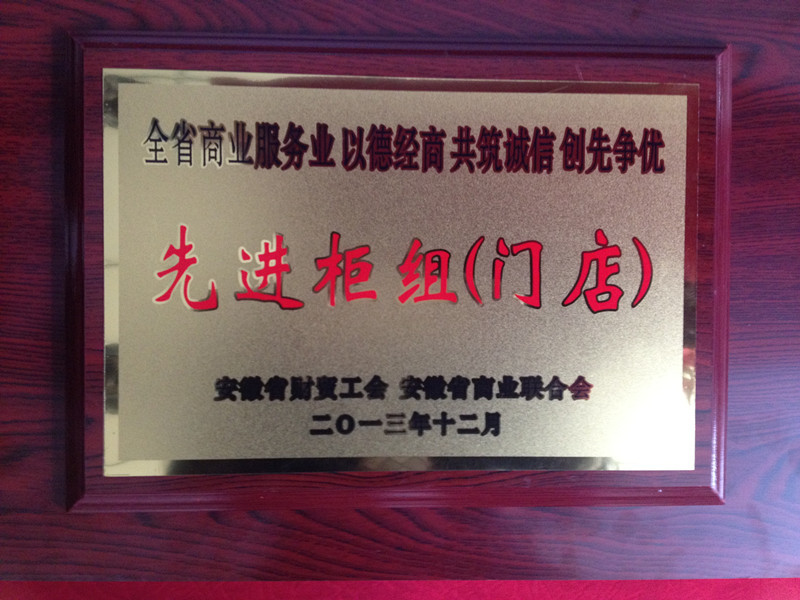 全省商业服务业 以德经商 共筑诚信 创先争优
先进柜组(门店)
安徽省财贸工会 安徽省商业联合会
二〇一三年十二月